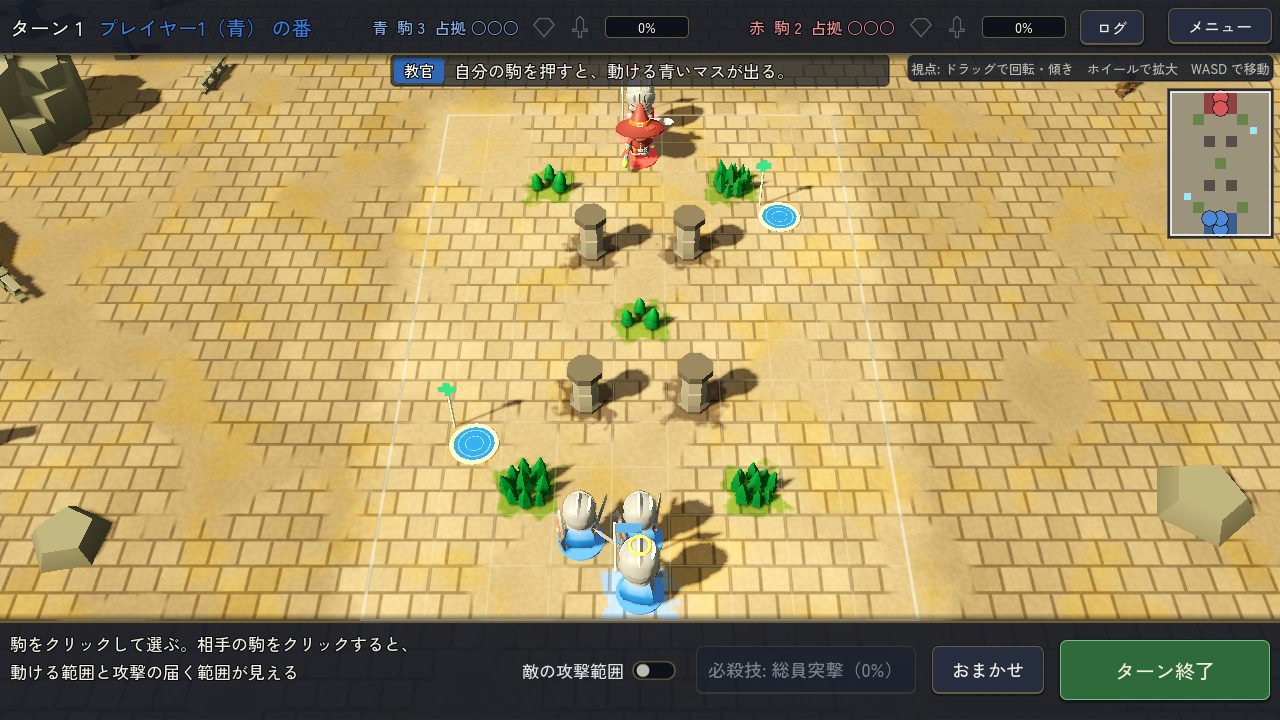 ターン 1 プレイヤー1（青） の番
青 駒 3 占拠 〇〇〇 0%
赤 駒 2 占拠 〇〇〇 0%
ログ
メニュー
教官 自分の駒を押すと、動ける青いマスが出る。
視点: ドラッグで回転・傾き ホイールで拡大 WASD で移動
駒をクリックして選ぶ。相手の駒をクリックすると、
動ける範囲と攻撃の届く範囲が見える
敵の攻撃範囲
必殺技: 総員突撃（0%）
おまかせ
ターン終了